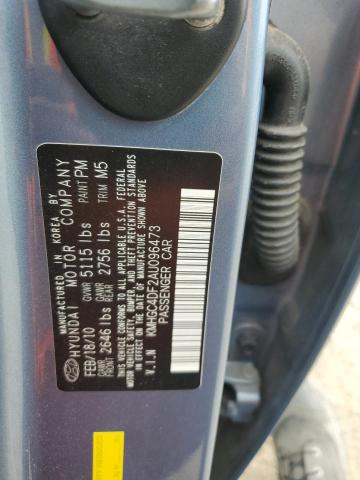 MANUFACTURED IN KOREA BY
HYUNDAI MOTOR COMPANY
FEB/18/10 GVWR 5115 lbs PAINT PM
GAWR FRONT 2646 lbs GAWR REAR 2756 lbs TRIM M5
THIS VEHICLE CONFORMS TO ALL APPLICABLE U.S.A. FEDERAL
MOTOR VEHICLE SAFETY, BUMPER, AND
THEFT PREVENTION STANDARDS IN EFFECT ON
THE DATE OF MANUFACTURE SHOWN ABOVE
V.I.N KMHGC4DE2AU096473
PASSENGER CAR